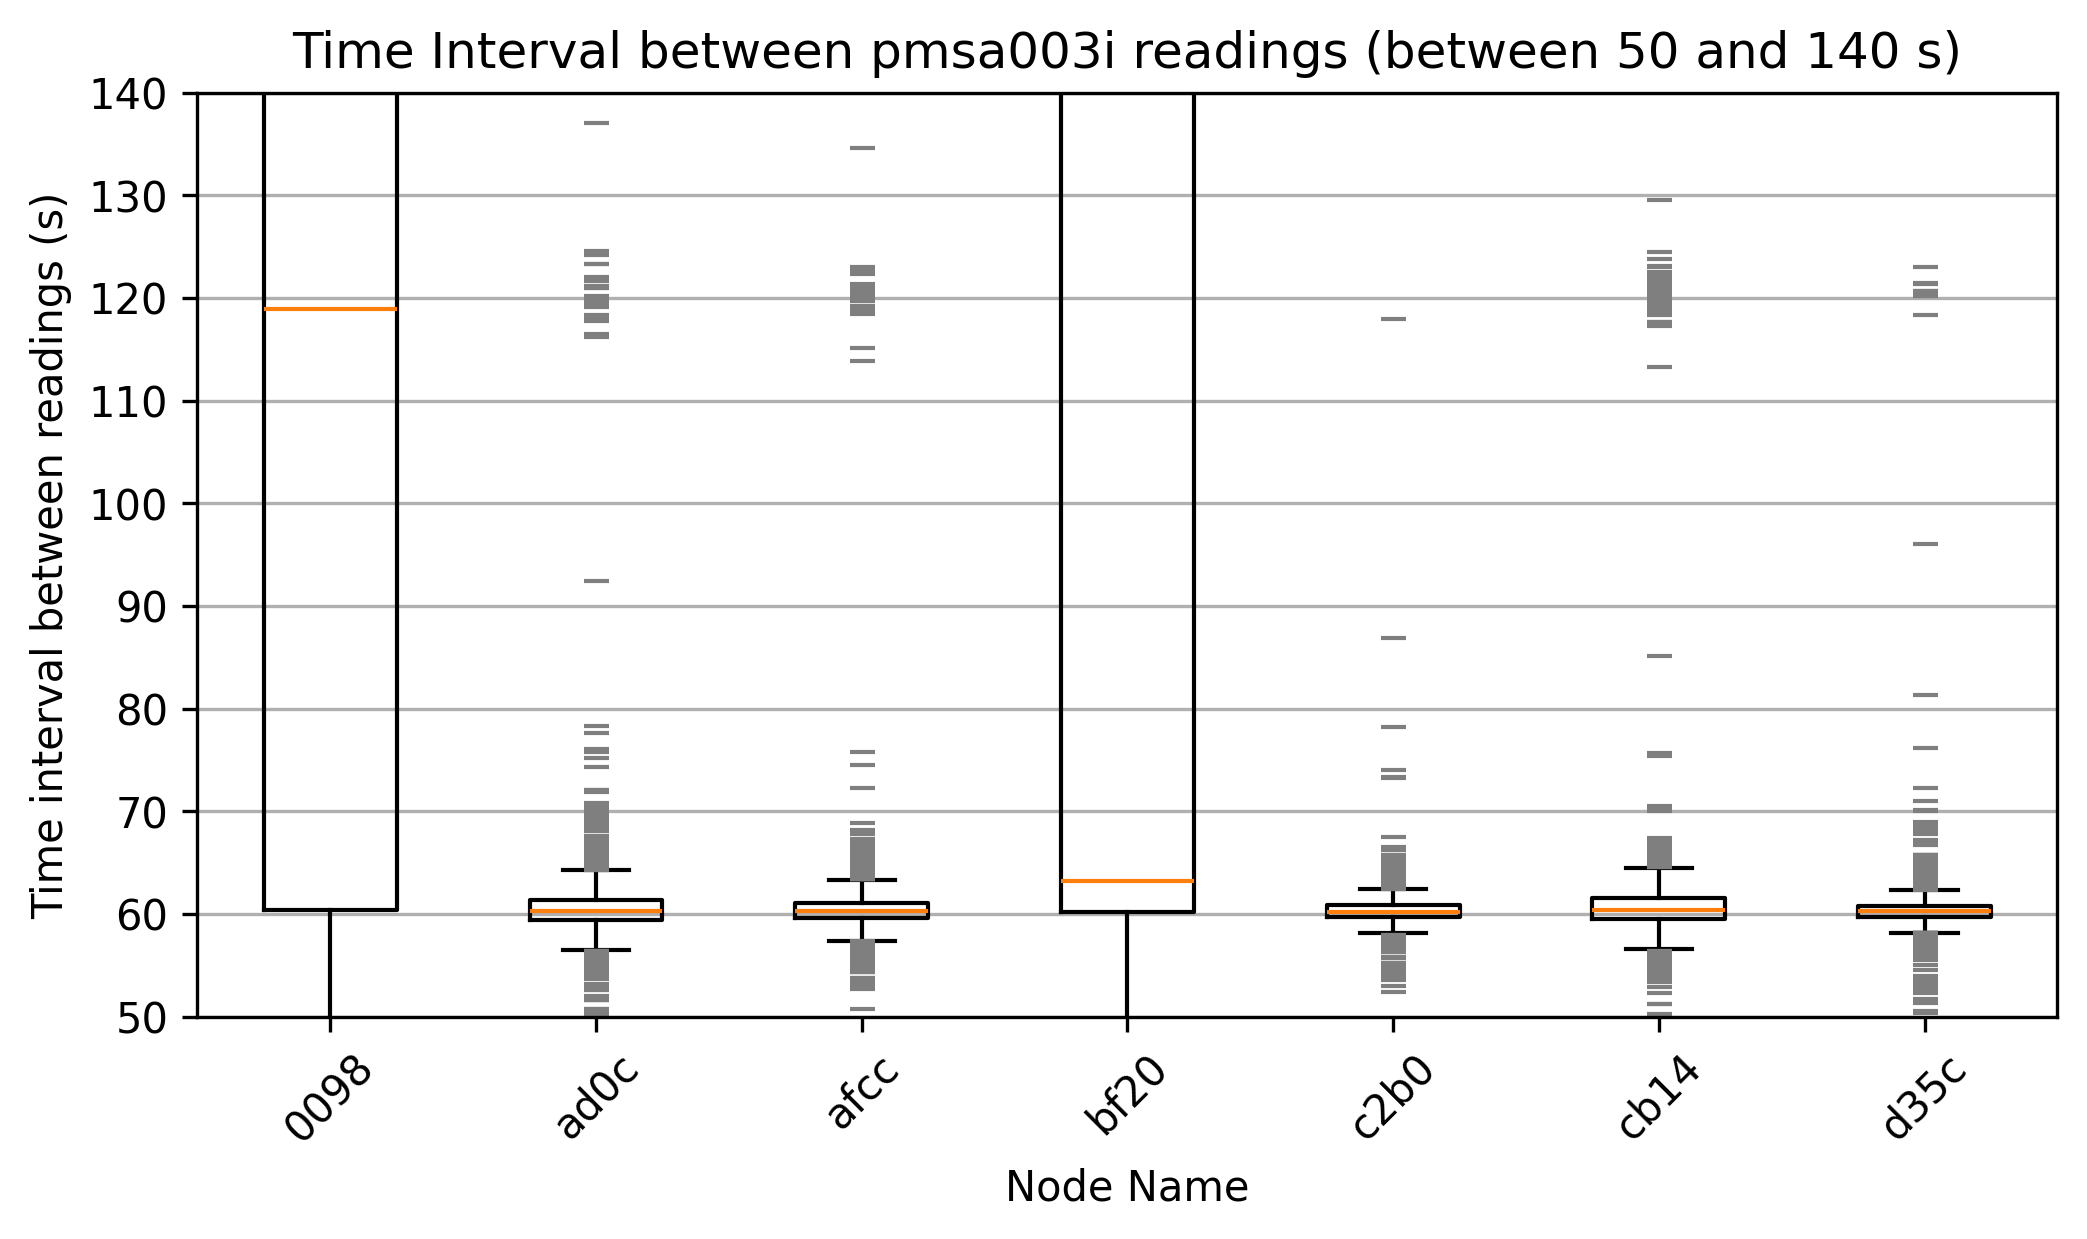 Time Interval between pmsa003i readings (between 50 and 140 s)
Time interval between readings (s)
140
130
120
110
100
90
80
70
60
50
0098
ad0c
afcc
bf20
c2b0
cb14
d35c
Node Name